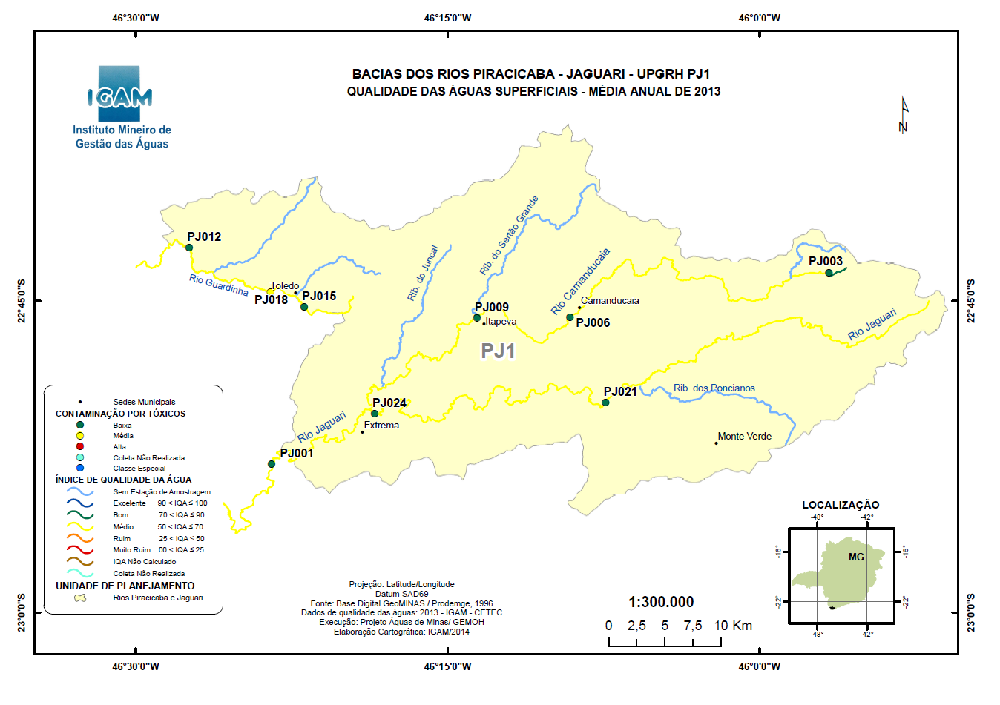 46°30'0"W
46°15'0"W
46°0'0"W
BACIAS DOS RIOS PIRACICABA - JAGUARI - UPGRH PJ1
QUALIDADE DAS ÁGUAS SUPERFICIAIS - MÉDIA ANUAL DE 2013
IGAM
Instituto Mineiro de
Gestão das Águas
N
PJ012
Rio Guardinha
Toledo
PJ018
PJ015
Rib. do Juncal
Rib. do Sertão Grande
Rio Camanducaia
PJ003
PJ009
Itapeva
Camanducaia
PJ006
Rio Jaguari
PJ1
22°45'0"S
22°45'0"S
PJ021
Rib. dos Poncianos
PJ024
Rio Jaguari
Extrema
Monte Verde
PJ001
Sedes Municipais
CONTAMINAÇÃO POR TÓXICOS
Baixa
Média
Alta
Coleta Não Realizada
Classe Especial
ÍNDICE DE QUALIDADE DA ÁGUA
Sem Estação de Amostragem
Excelente 90 < IQA ≤ 100
Bom 70 < IQA ≤ 90
Médio 50 < IQA ≤ 70
Ruim 25 < IQA ≤ 50
Muito Ruim 00 < IQA ≤ 25
IQA Não Calculado
Coleta Não Realizada
UNIDADE DE PLANEJAMENTO
Rios Piracicaba e Jaguari
Projeção: Latitude/Longitude
Datum SAD69
Fonte: Base Digital GeoMINAS / Prodemge, 1996
Dados de qualidade das águas: 2013 - IGAM - CETEC
Execução: Projeto Águas de Minas/ GEMOH
Elaboração Cartográfica: IGAM/2014
1:300.000
0 2,5 5 7,5 10 Km
LOCALIZAÇÃO
-48° -42°
-16° -16°
MG
-22° -22°
-48° -42°
23°0'0"S
23°0'0"S
46°30'0"W
46°15'0"W
46°0'0"W